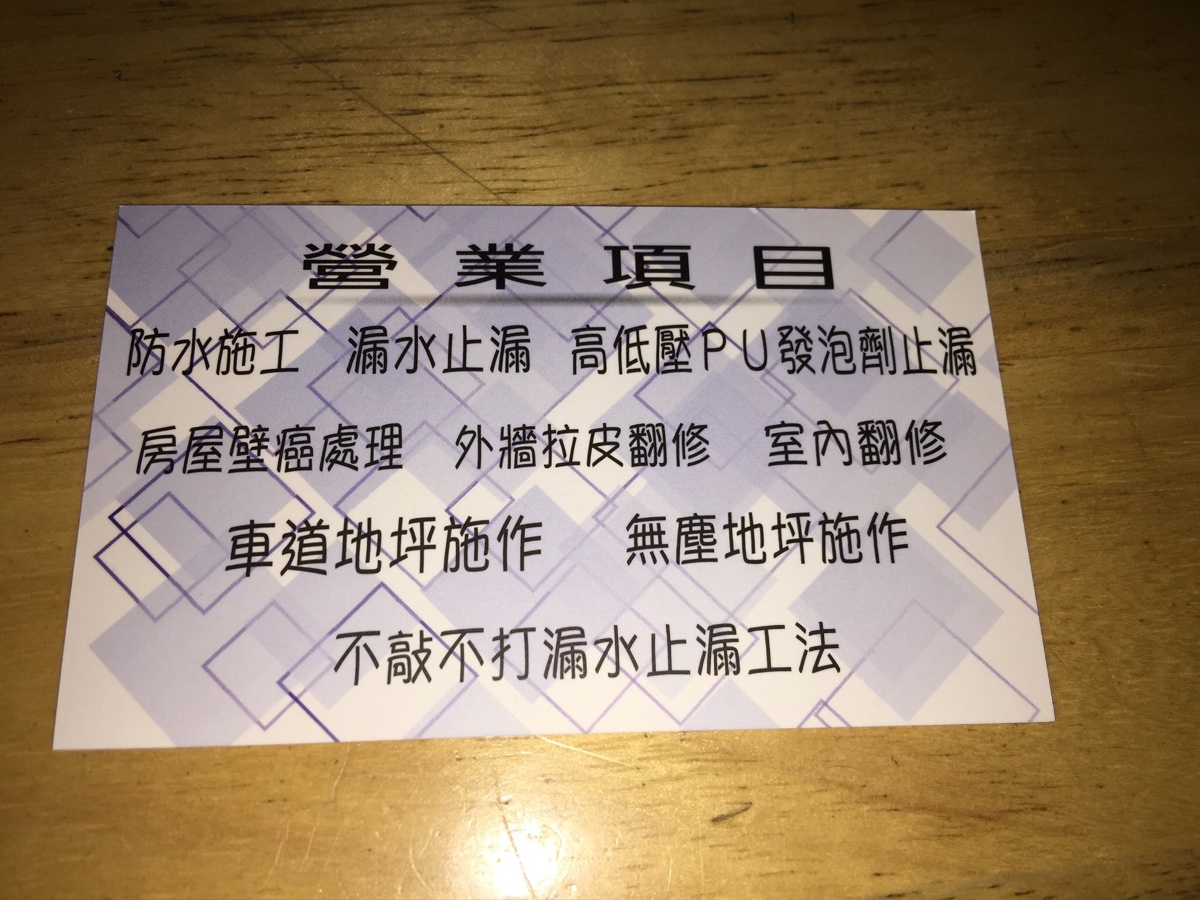 營業項目
防水施工 漏水止漏 高低壓PU發泡劑止漏
房屋壁癌處理 外牆拉皮翻修 室內翻修
車道地坪施作 無塵地坪施作
不敲不打漏水止漏工法